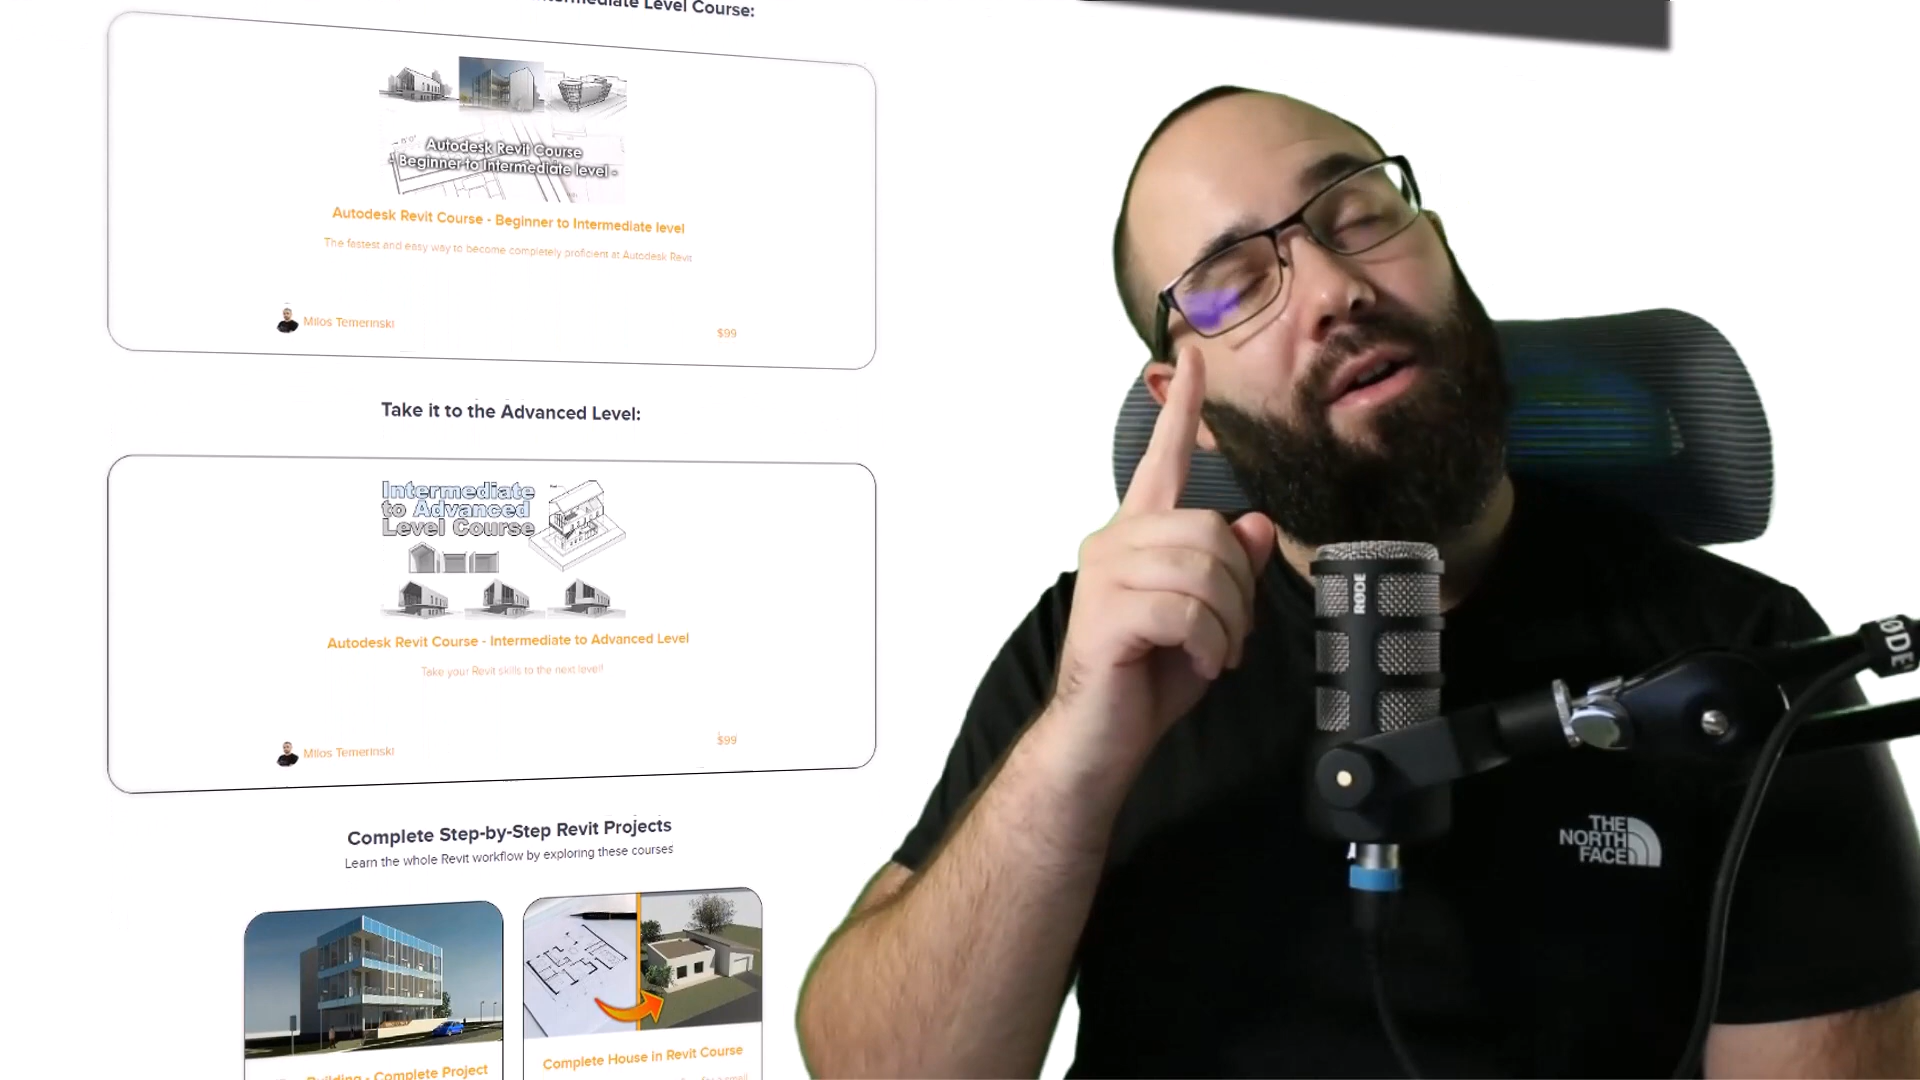 Intermediate Level Course:
Autodesk Revit Course
- Beginner to Intermediate level -
Autodesk Revit Course - Beginner to Intermediate level
The fastest and easy way to become completely proficient at Autodesk Revit
Milos Temerinski
$99
Take it to the Advanced Level:
Intermediate
to Advanced
Level Course
Autodesk Revit Course - Intermediate to Advanced Level
Take your Revit skills to the next level!
Milos Temerinski
$99
Complete Step-by-Step Revit Projects
Learn the whole Revit workflow by exploring these courses
Building - Complete Project
Complete House in Revit Course
RØDE
RØDE
THE
NORTH
FACE